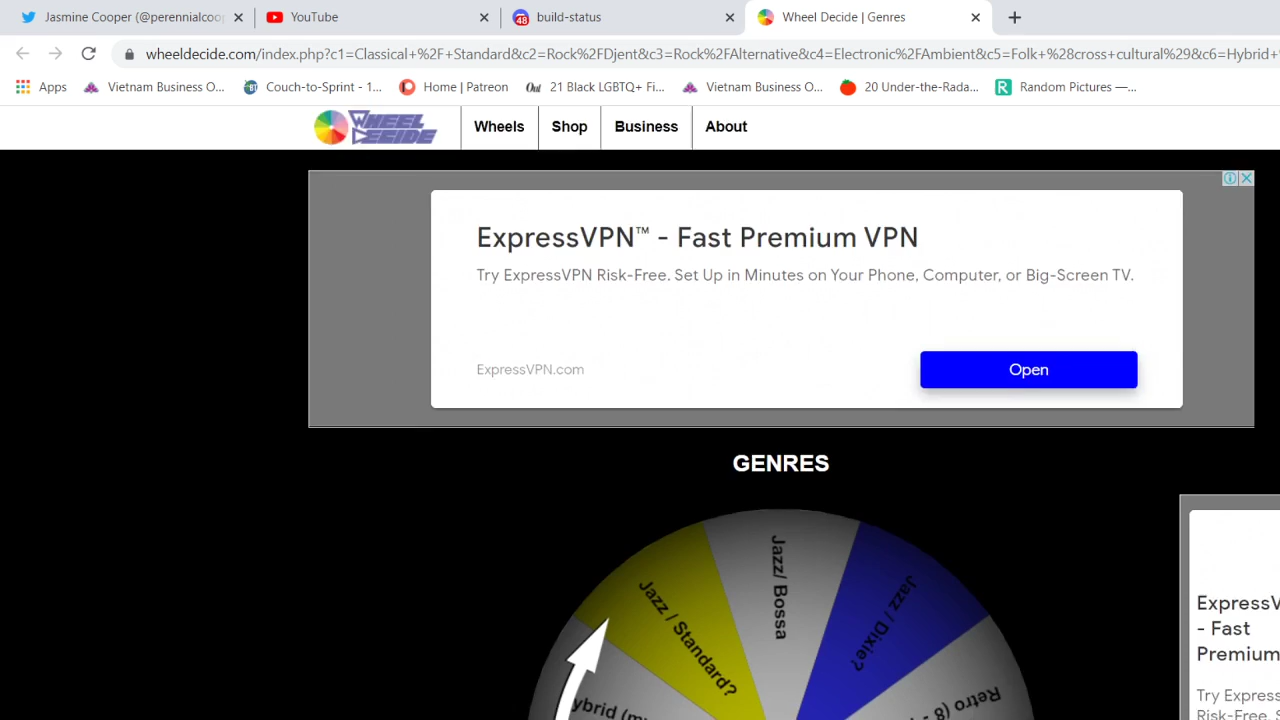 Jasmine Cooper (@perennialcoo
YouTube
48
build-status
Wheel Decide | Genres
wheeldecide.com/index.php?c1=Classical+%2F+Standard&c2=Rock%2FDjent&c3=Rock%2FAlternative&c4=Electronic%2FAmbient&c5=Folk+%28cross+cultural%29&c6=Hybrid+
Apps
Vietnam Business O...
Couch-to-Sprint - 1...
Home | Patreon
Out
21 Black LGBTQ+ Fi...
Vietnam Business O...
20 Under-the-Rada...
R
Random Pictures —...
WHEEL
DECIDE
Wheels
Shop
Business
About
ExpressVPN™ - Fast Premium VPN
Try ExpressVPN Risk-Free. Set Up in Minutes on Your Phone, Computer, or Big-Screen TV.
ExpressVPN.com
Open
GENRES
Jazz / Standard?
Jazz/ Bossa
Jazz / Dixie?
Retro (8 -
ybrid (m
ExpressV
- Fast
Premium
Try Express
Risk-Free. S